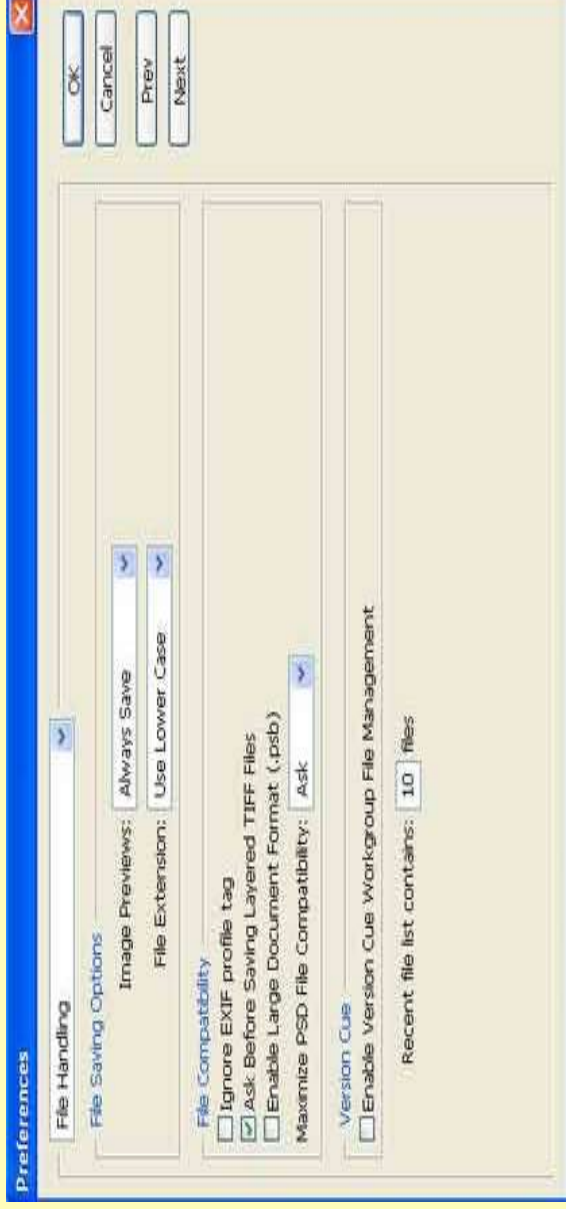 Preferences
File Handling
OK
Cancel
Prev
Next
File Saving Options
Image Previews: Always Save
File Extension: Use Lower Case
File Compatibility
Ignore EXIF profile tag
Ask Before Saving Layered TIFF Files
Enable Large Document Format (.psb)
Maximize PSD File Compatibility: Ask
Version Cue
Enable Version Cue Workgroup File Management
Recent file list contains: 10 files